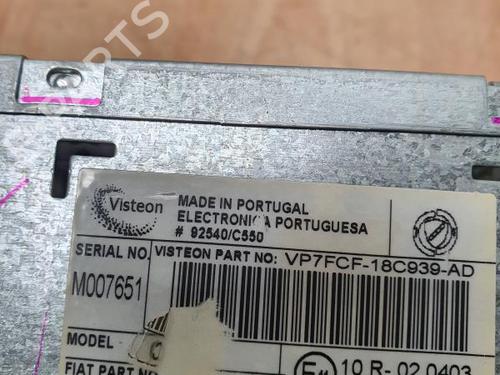 PARTS
Visteon
MADE IN PORTUGAL
ELECTRONICA PORTUGUESA
# 92540/C550
SERIAL NO.
VISTEON PART NO: VP7FCF-18C939-AD
M007651
MODEL
10 R- 02 0403
FIAT PART NO